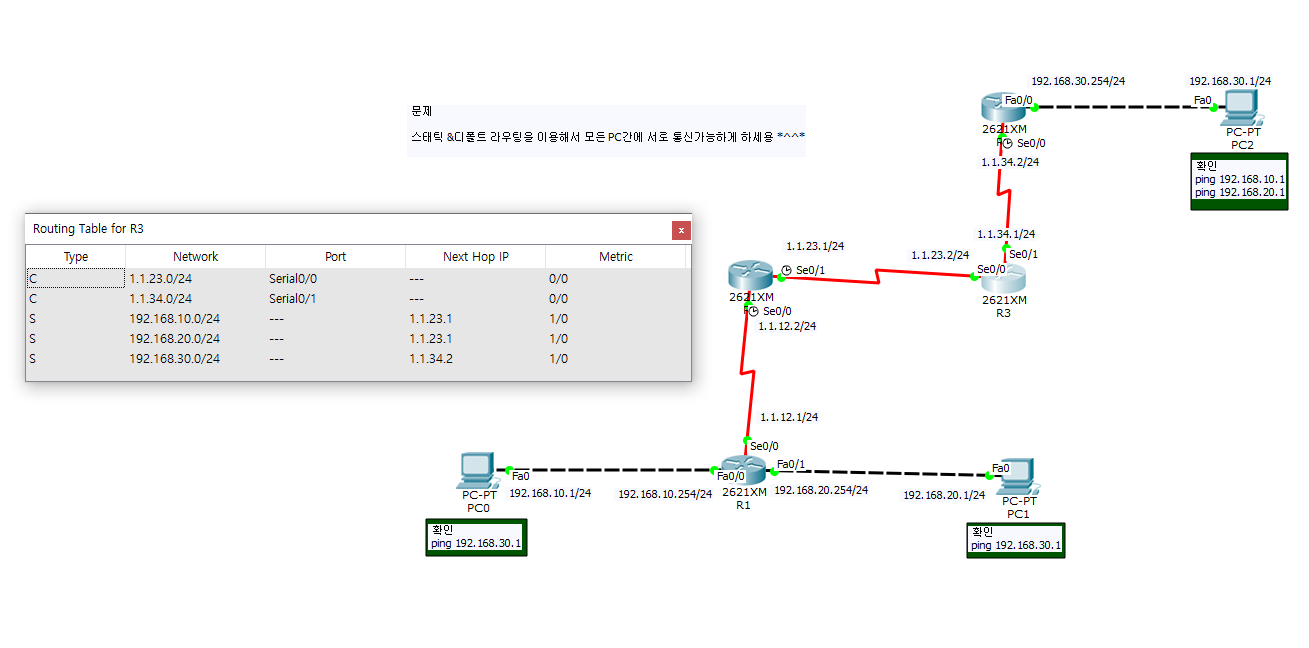 문제
스태틱 &디폴트 라우팅을 이용해서 모든 PC간에 서로 통신가능하게 하세용 *^^*
192.168.30.254/24
192.168.30.1/24
Fa0/0
Fa0
2621XM
PC-PT
PC2
Se0/0
1.1.34.2/24
확인
ping 192.168.10.1
ping 192.168.20.1
Routing Table for R3
x
Type Network Port Next Hop IP Metric
C 1.1.23.0/24 Serial0/0 --- 0/0
C 1.1.34.0/24 Serial0/1 --- 0/0
S 192.168.10.0/24 --- 1.1.23.1 1/0
S 192.168.20.0/24 --- 1.1.23.1 1/0
S 192.168.30.0/24 --- 1.1.34.2 1/0
1.1.34.1/24
1.1.23.1/24
1.1.23.2/24
Se0/1
Se0/1
Se0/0
2621XM
R3
2621XM
Se0/0
1.1.12.2/24
1.1.12.1/24
Se0/0
Fa0/1
Fa0
Fa0/0
Fa0
PC-PT
PC0
192.168.10.1/24
192.168.10.254/24
2621XM
R1
192.168.20.254/24
192.168.20.1/24
PC-PT
PC1
확인
ping 192.168.30.1
확인
ping 192.168.30.1